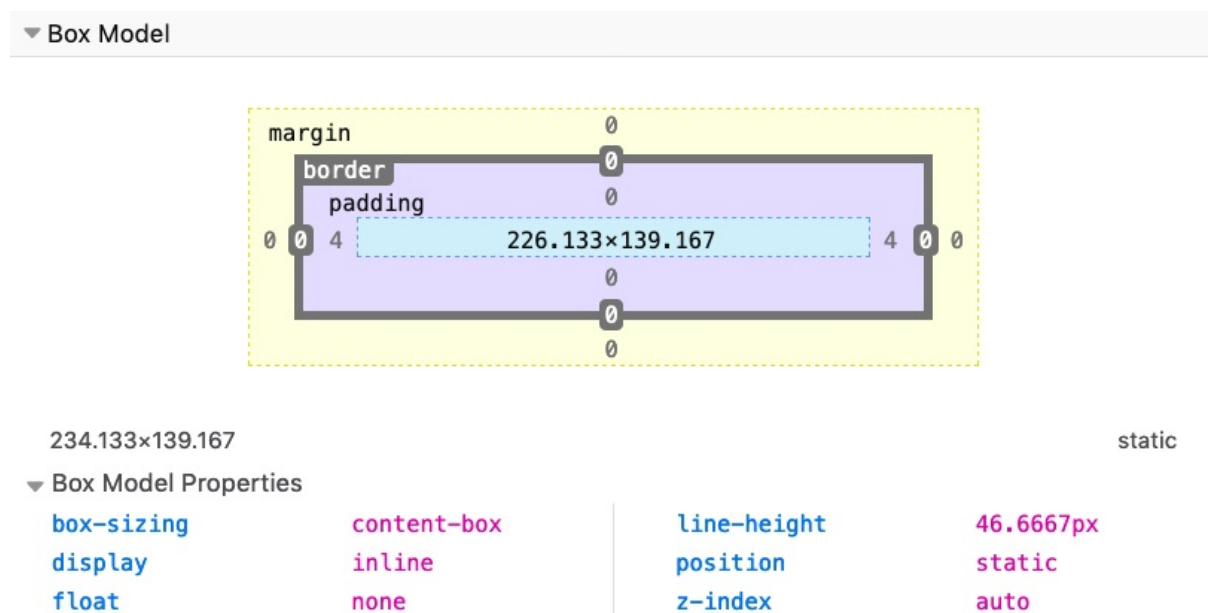 Box Model
margin 0
border 0
padding 0
0 0 4 226.133×139.167 4 0 0
0
0
0
234.133×139.167 static
Box Model Properties
box-sizing content-box line-height 46.6667px
display inline position static
float none z-index auto